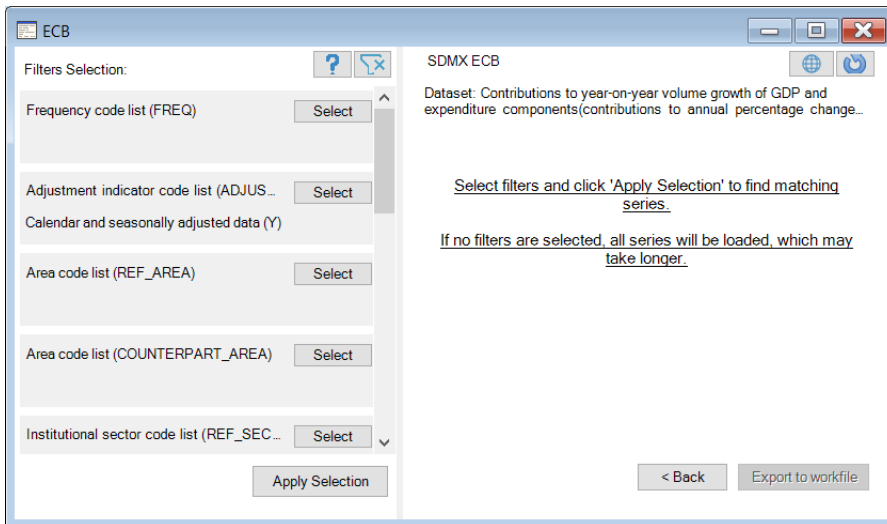 ECB
Filters Selection:
?
Frequency code list (FREQ)
Select
Adjustment indicator code list (ADJUS...
Select
Calendar and seasonally adjusted data (Y)
Area code list (REF_AREA)
Select
Area code list (COUNTERPART_AREA)
Select
Institutional sector code list (REF_SEC...
Select
Apply Selection
SDMX ECB
Dataset: Contributions to year-on-year volume growth of GDP and
expenditure components(contributions to annual percentage change...
Select filters and click 'Apply Selection' to find matching
series.
If no filters are selected, all series will be loaded, which may
take longer.
< Back
Export to workfile